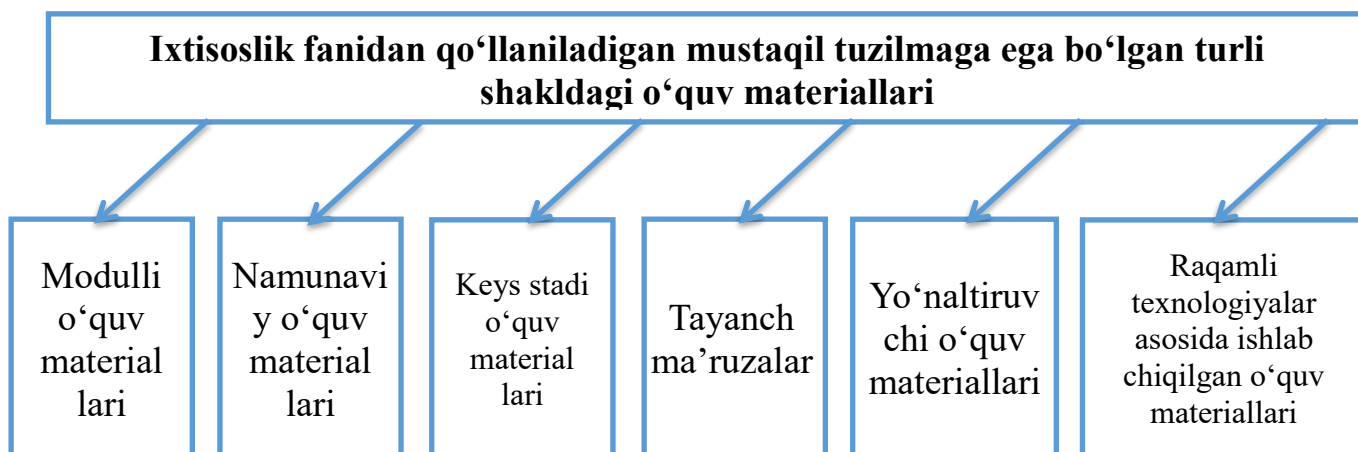 Ixtisoslik fanidan qo‘llaniladigan mustaqil tuzilmaga ega bo‘lgan turli
shakldagi o‘quv materiallari
Modulli
o‘quv
material
lari
Namunavi
y o‘quv
material
lari
Keys stadi
o‘quv
material
lari
Tayanch
ma’ruzalar
Yo‘naltiruv
chi o‘quv
materiallari
Raqamli
texnologiyalar
asosida ishlab
chiqilgan o‘quv
materiallari